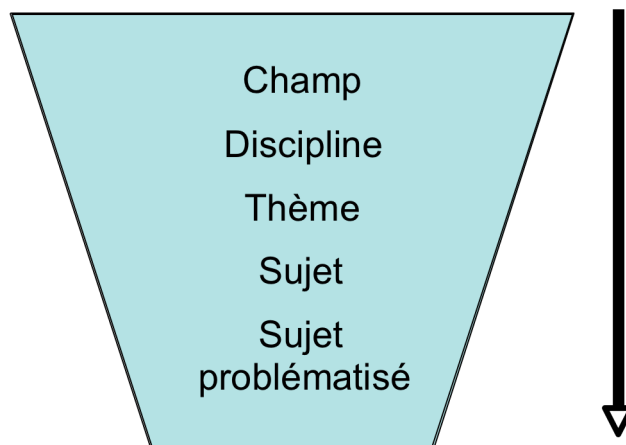 Champ
Discipline
Thème
Sujet
Sujet
problématisé